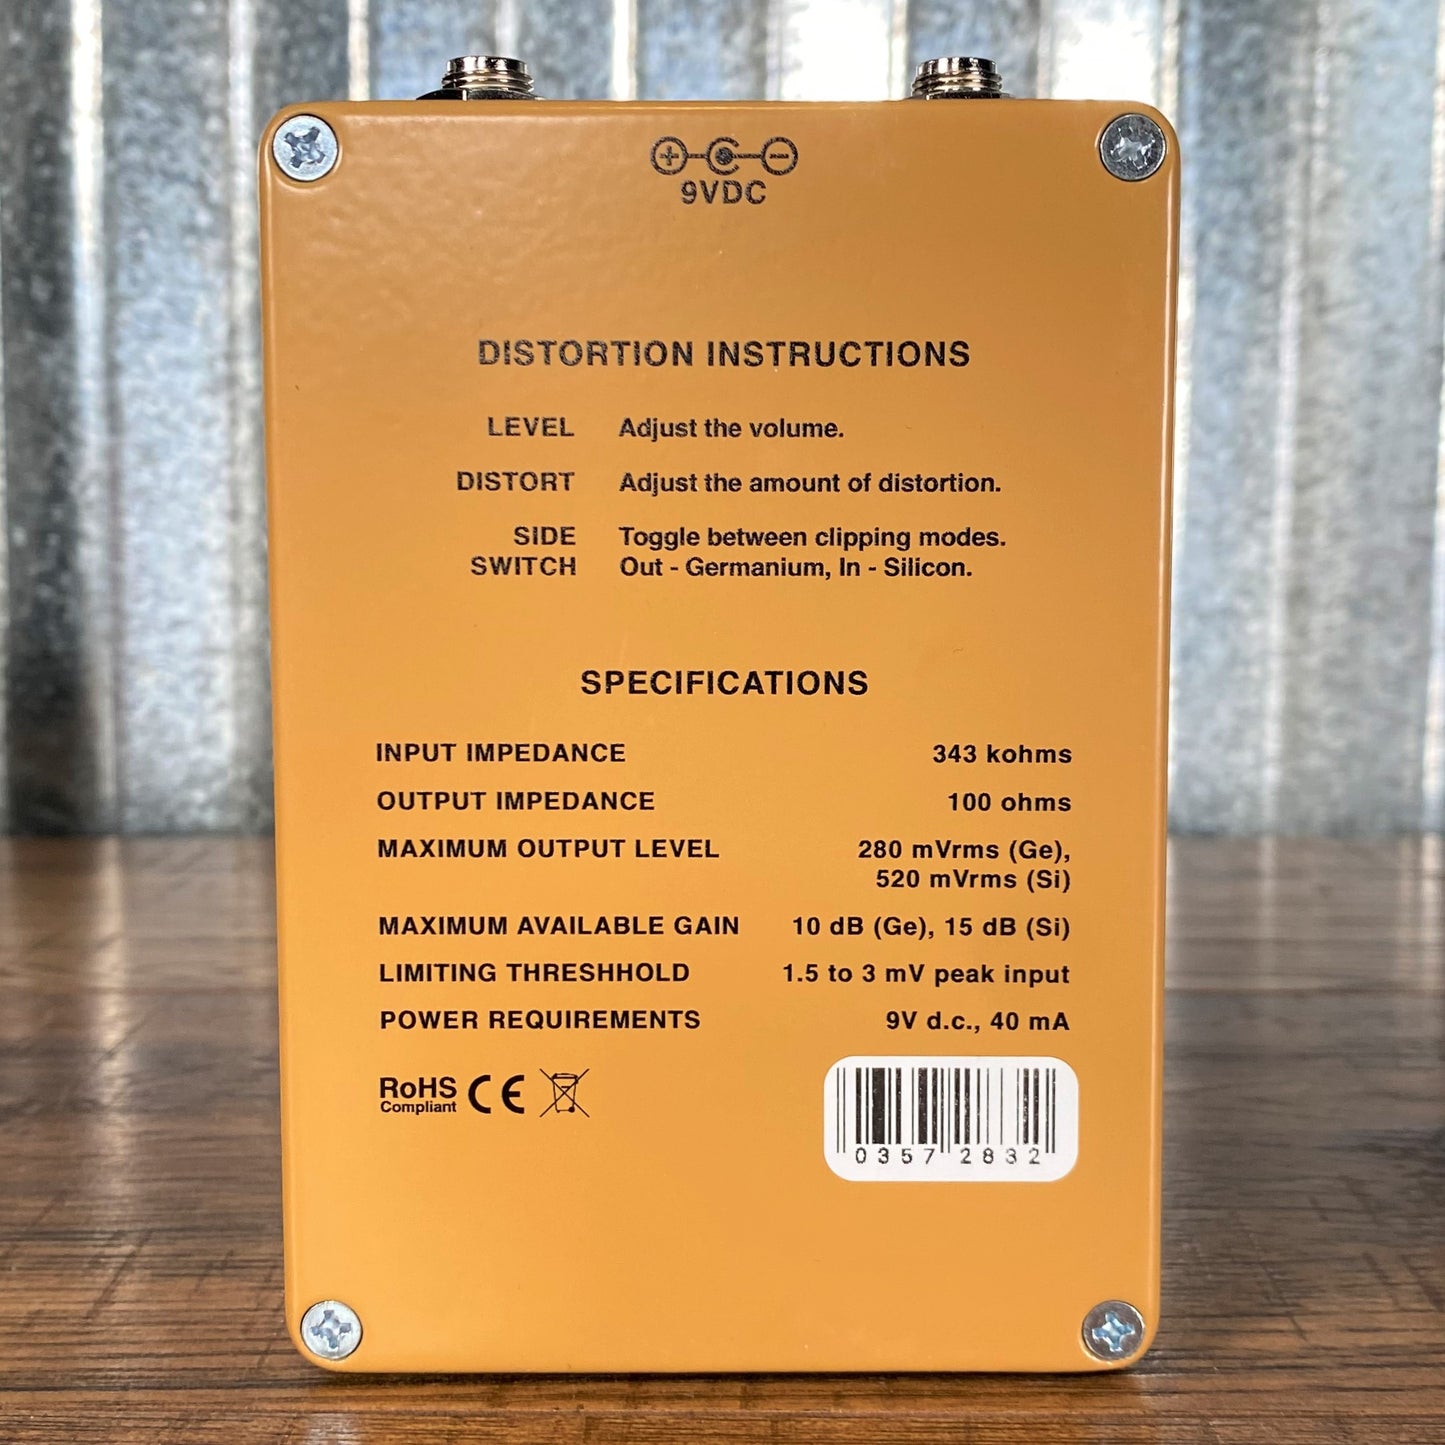 9VDC
DISTORTION INSTRUCTIONS
LEVEL Adjust the volume.
DISTORT Adjust the amount of distortion.
SIDE Toggle between clipping modes.
SWITCH Out - Germanium, In - Silicon.
SPECIFICATIONS
INPUT IMPEDANCE 343 kohms
OUTPUT IMPEDANCE 100 ohms
MAXIMUM OUTPUT LEVEL 280 mVrms (Ge),
520 mVrms (Si)
MAXIMUM AVAILABLE GAIN 10 dB (Ge), 15 dB (Si)
LIMITING THRESHHOLD 1.5 to 3 mV peak input
POWER REQUIREMENTS 9V d.c., 40 mA
RoHS CE
Compliant
0357 2832